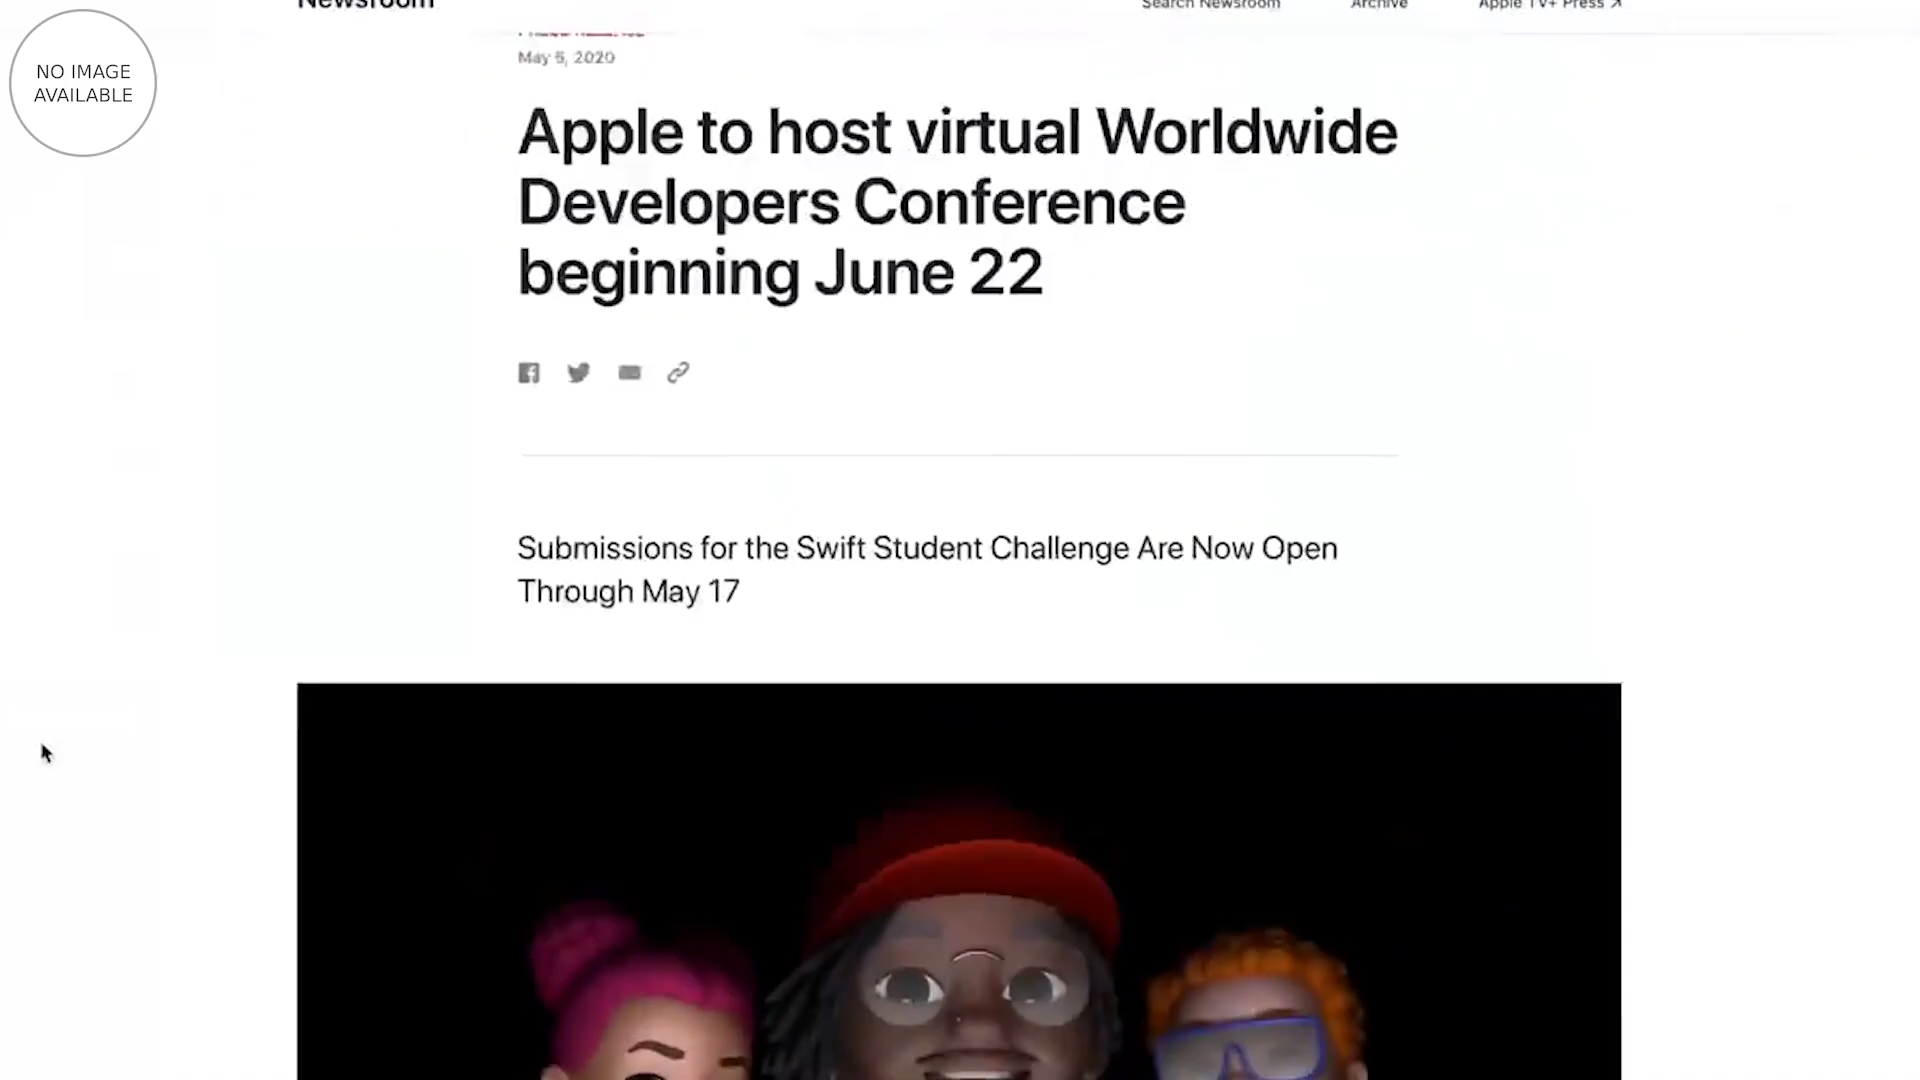 Newsroom
Search Newsroom
Archive
Apple TV+ Press
NO IMAGE
AVAILABLE
May 5, 2020
Apple to host virtual Worldwide
Developers Conference
beginning June 22
Submissions for the Swift Student Challenge Are Now Open
Through May 17